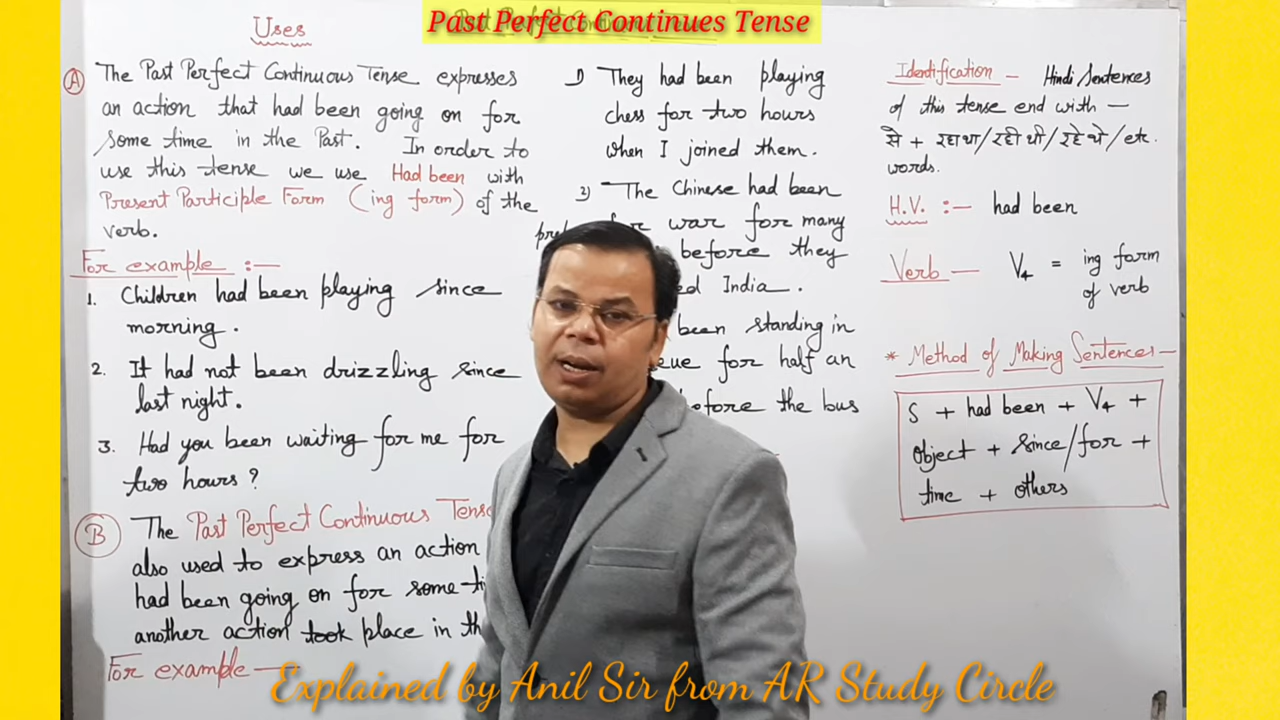 Past Perfect Continues Tense
Uses
A The Past Perfect Continuous Tense expresses
an action that had been going on for
some time in the Past. In order to
use this tense we use Had been with
Present Participle Form (ing form) of the
verb.
For example :-
1. Children had been playing since
morning.
2. It had not been drizzling since
last night.
3. Had you been waiting for me for
two hours?
B The Past Perfect Continuous Tense
also used to express an action
had been going on for some
another action took place in
For example -
1) They had been playing
chess for two hours
when I joined them.
2) The Chinese had been
war for many
before they
India.
been standing in
for half an
before the bus
Identification - Hindi Sentences
of this tense end with -
से + रहा था/रही थी/रहे थे/etc.
words.
H.V. :- had been
Verb - V4 = ing form
of verb
* Method of Making Sentences -
S + had been + V4 +
object + since/for +
time + others
Explained by Anil Sir from AR Study Circle